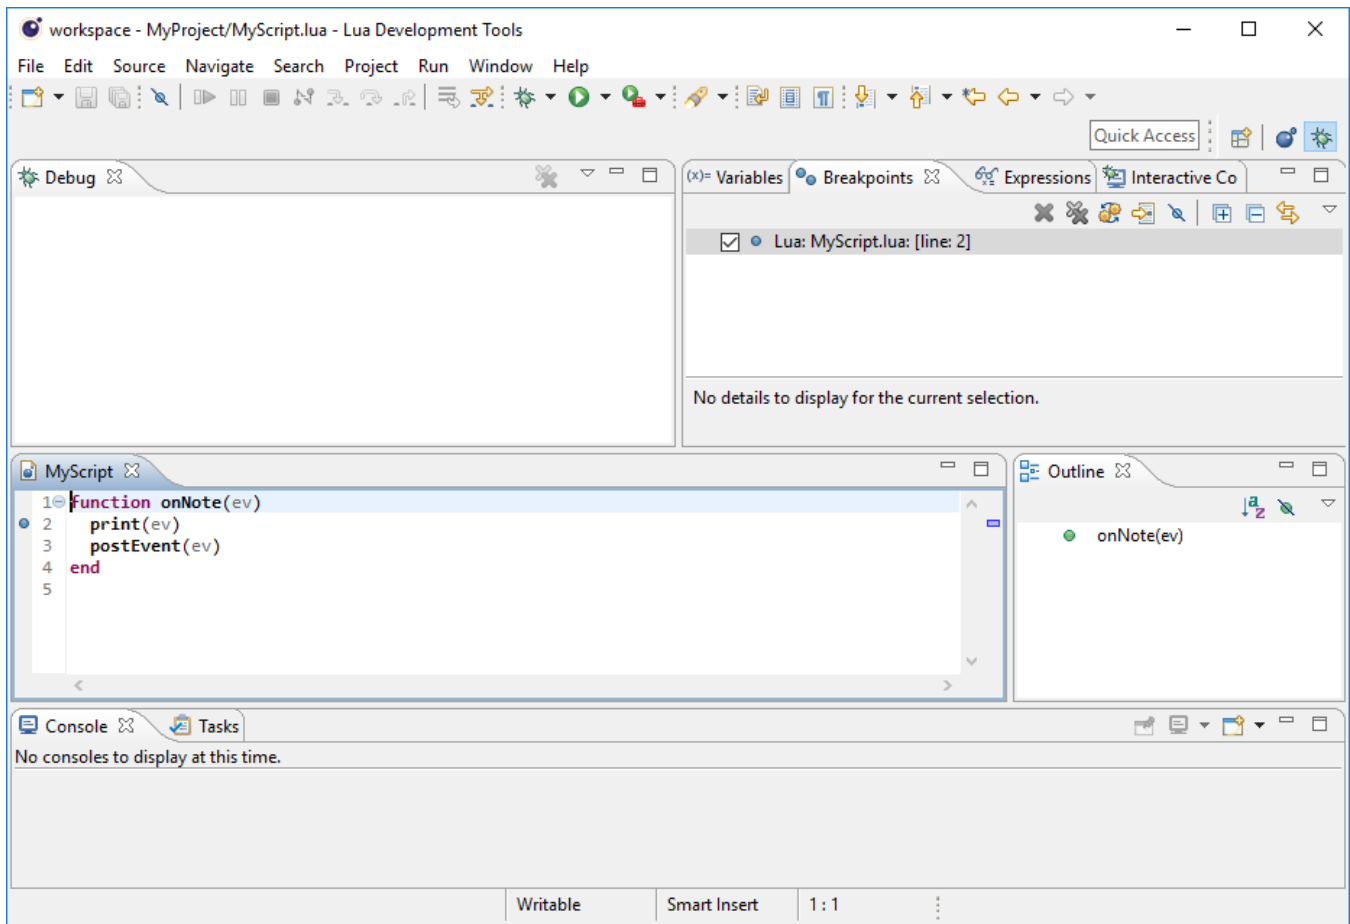 workspace - MyProject/MyScript.lua - Lua Development Tools
File Edit Source Navigate Search Project Run Window Help
Quick Access
Debug
(x)= Variables Breakpoints Expressions Interactive Co
Lua: MyScript.lua: [line: 2]
No details to display for the current selection.
MyScript
Outline
1 function onNote(ev)
2 print(ev)
3 postEvent(ev)
4 end
5
onNote(ev)
Console Tasks
No consoles to display at this time.
Writable Smart Insert 1 : 1